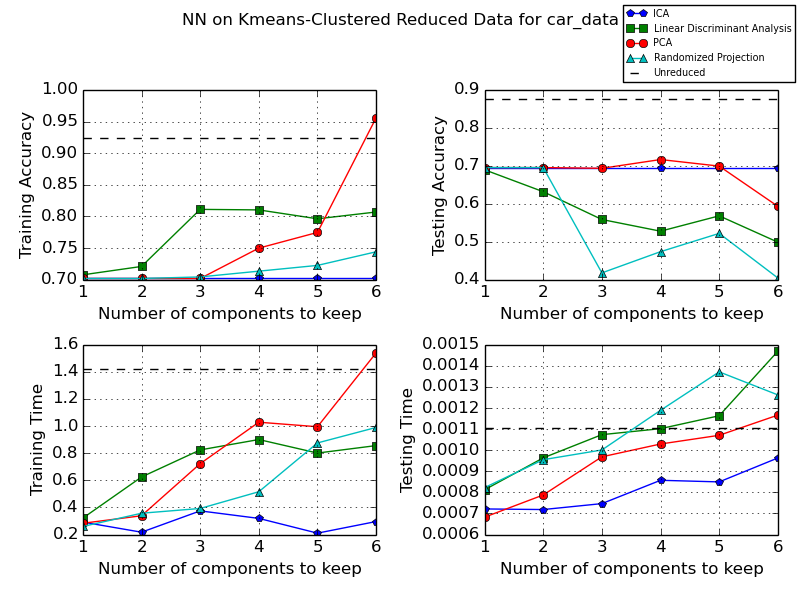 NN on Kmeans-Clustered Reduced Data for car_data
ICA
Linear Discriminant Analysis
PCA
Randomized Projection
Unreduced
Training Accuracy
1.00
0.95
0.90
0.85
0.80
0.75
0.70
1 2 3 4 5 6
Number of components to keep
Testing Accuracy
0.9
0.8
0.7
0.6
0.5
0.4
1 2 3 4 5 6
Number of components to keep
Training Time
1.6
1.4
1.2
1.0
0.8
0.6
0.4
0.2
1 2 3 4 5 6
Number of components to keep
Testing Time
0.0015
0.0014
0.0013
0.0012
0.0011
0.0010
0.0009
0.0008
0.0007
0.0006
1 2 3 4 5 6
Number of components to keep